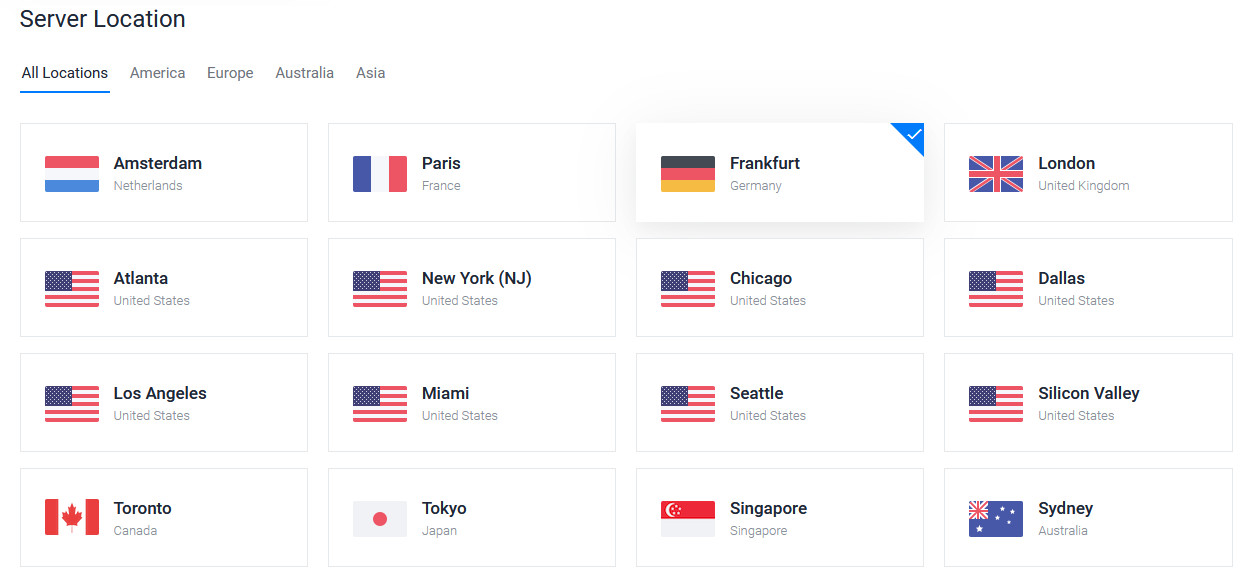 Server Location
All Locations America Europe Australia Asia
Amsterdam
Netherlands
Paris
France
Frankfurt
Germany
London
United Kingdom
Atlanta
United States
New York (NJ)
United States
Chicago
United States
Dallas
United States
Los Angeles
United States
Miami
United States
Seattle
United States
Silicon Valley
United States
Toronto
Canada
Tokyo
Japan
Singapore
Singapore
Sydney
Australia